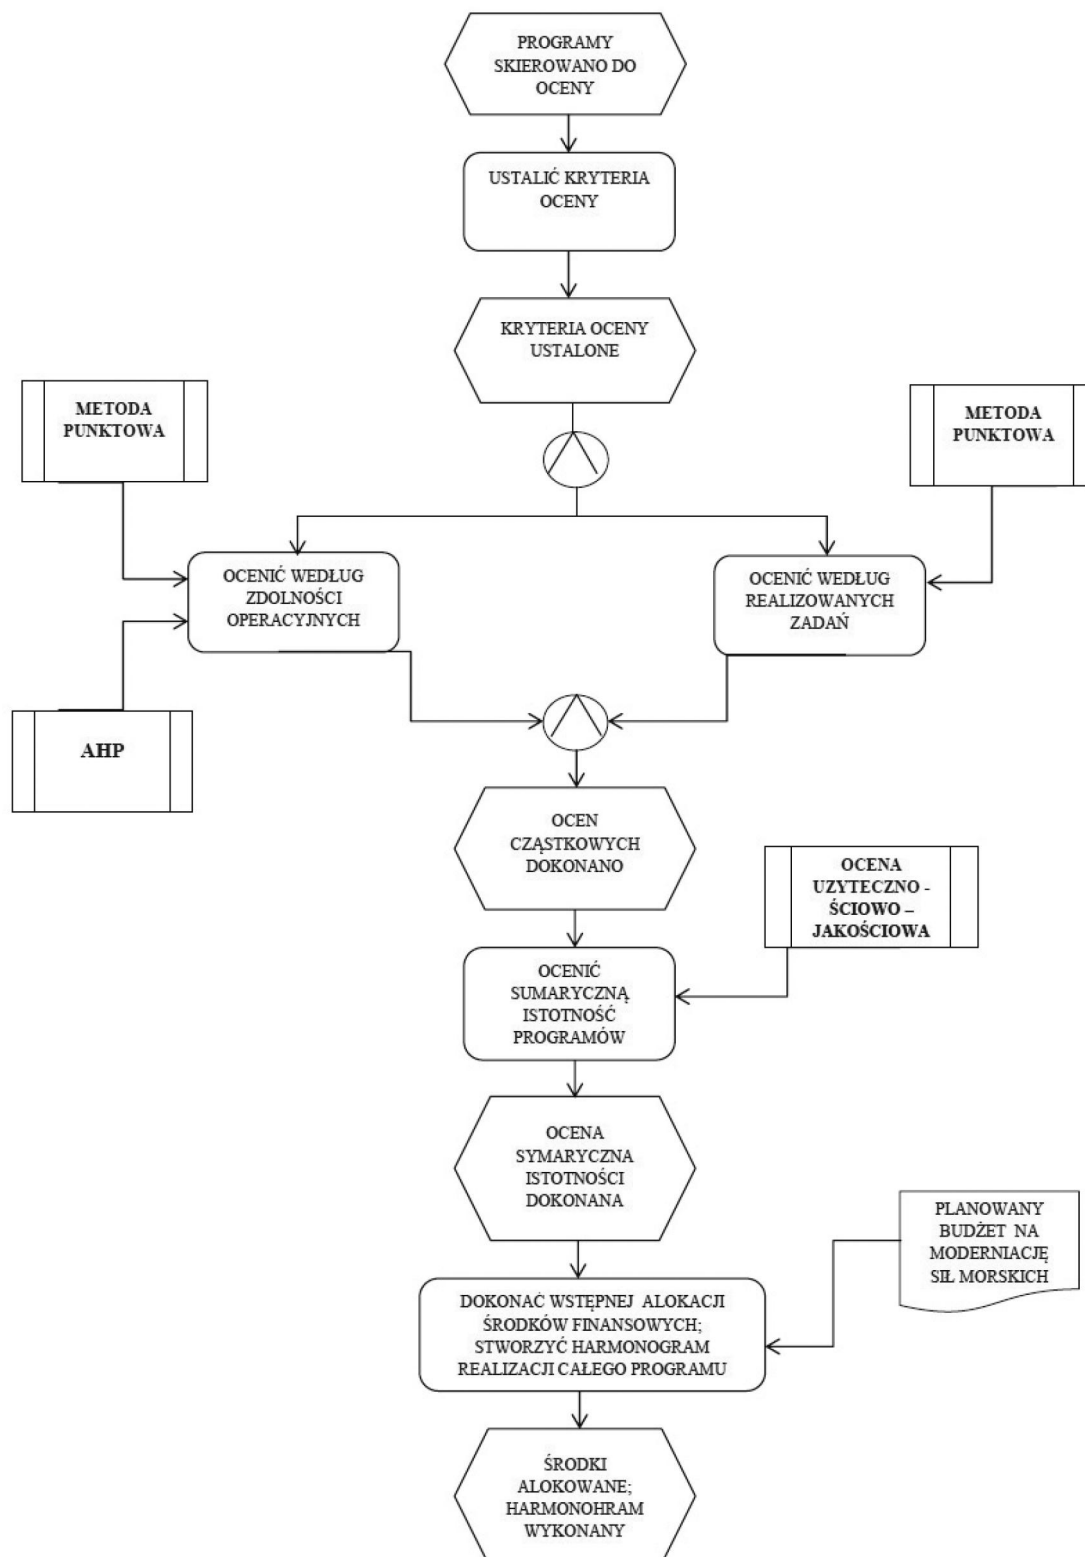 PROGRAMY
SKIEROWANO DO
OCENY
USTALIĆ KRYTERIA
OCENY
KRYTERIA OCENY
USTALONE
METODA
PUNKTOWA
METODA
PUNKTOWA
OCENIĆ WEDŁUG
ZDOLNOŚCI
OPERACYJNYCH
OCENIĆ WEDŁUG
REALIZOWANYCH
ZADAŃ
AHP
OCEN
CZĄSTKOWYCH
DOKONANO
OCENA
UZYTECZNO -
ŚCIOWO –
JAKOŚCIOWA
OCENIĆ
SUMARYCZNĄ
ISTOTNOŚĆ
PROGRAMÓW
OCENA
SYMARYCZNA
ISTOTNOŚCI
DOKONANA
PLANOWANY
BUDŻET NA
MODERNIACJĘ
SIŁ MORSKICH
DOKONAĆ WSTĘPNEJ ALOKACJI
ŚRODKÓW FINANSOWYCH;
STWORZYĆ HARMONOGRAM
REALIZACJI CAŁEGO PROGRAMU
ŚRODKI
ALOKOWANE;
HARMONOHRAM
WYKONANY